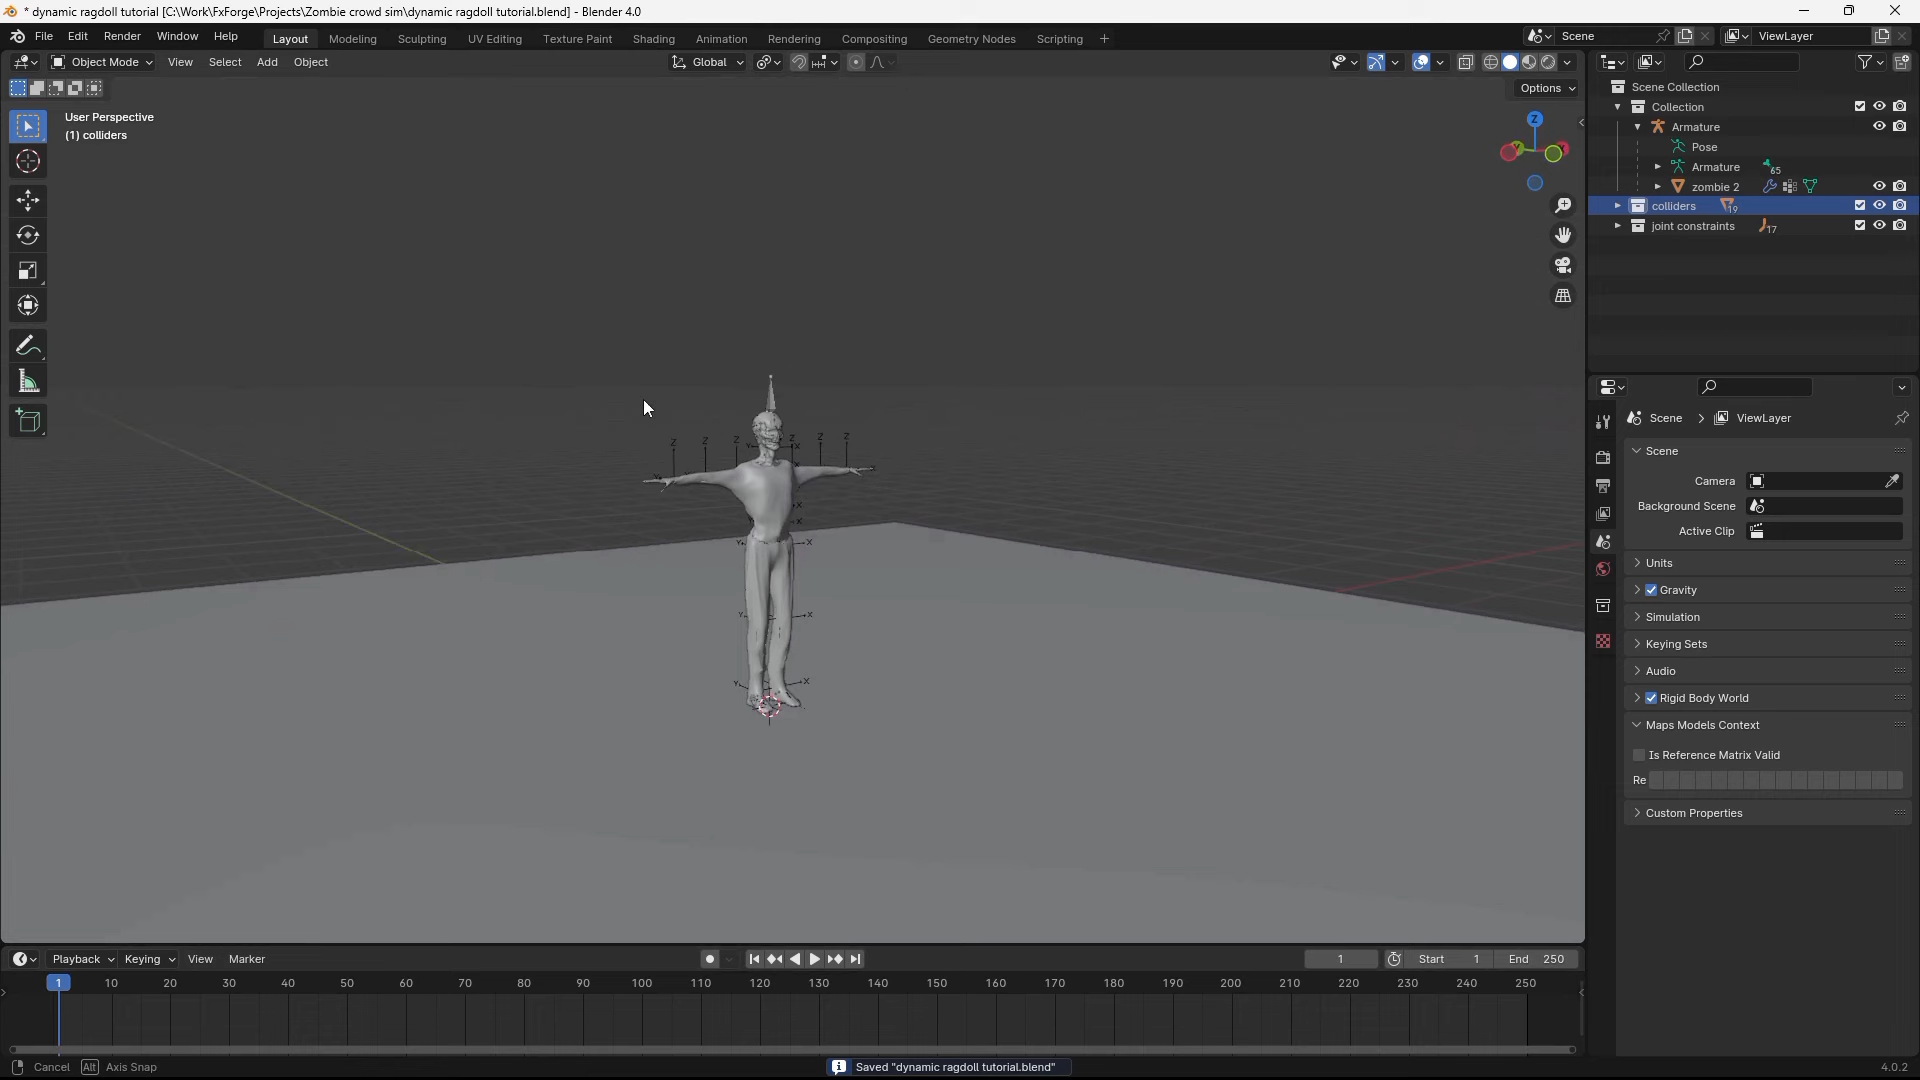 * dynamic ragdoll tutorial [C:\Work\FxForge\Projects\Zombie crowd sim\dynamic ragdoll tutorial.blend] - Blender 4.0
File Edit Render Window Help Layout Modeling Sculpting UV Editing Texture Paint Shading Animation Rendering Compositing Geometry Nodes Scripting + Scene ViewLayer
Object Mode View Select Add Object Global
Options
User Perspective
(1) colliders
Z
Scene Collection
Collection
Armature
Pose
Armature 65
zombie 2
colliders 19
joint constraints 17
Scene > ViewLayer
Scene
Camera
Background Scene
Active Clip
Units
Gravity
Simulation
Keying Sets
Audio
Rigid Body World
Maps Models Context
Is Reference Matrix Valid
Re
Custom Properties
Playback Keying View Marker 1 Start 1 End 250
1 10 20 30 40 50 60 70 80 90 100 110 120 130 140 150 160 170 180 190 200 210 220 230 240 250
Cancel Alt Axis Snap Saved "dynamic ragdoll tutorial.blend" 4.0.2